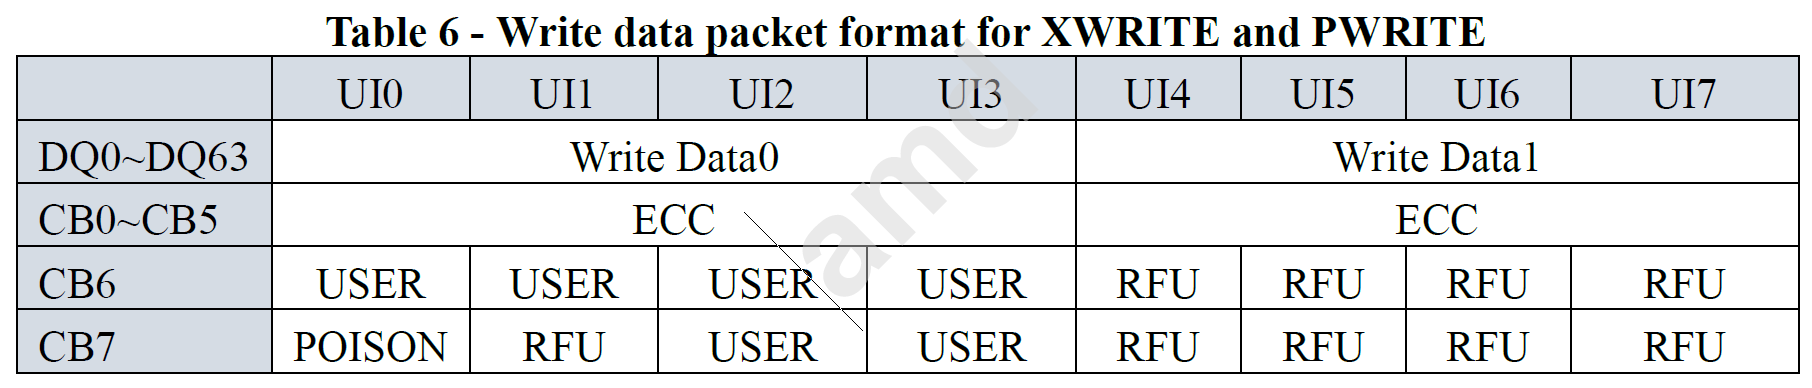 Table 6 - Write data packet format for XWRITE and PWRITE
UI0 UI1 UI2 UI3 UI4 UI5 UI6 UI7
DQ0~DQ63 Write Data0 Write Data1
CB0~CB5 ECC ECC
CB6 USER USER USER USER RFU RFU RFU RFU
CB7 POISON RFU USER USER RFU RFU RFU RFU
amd